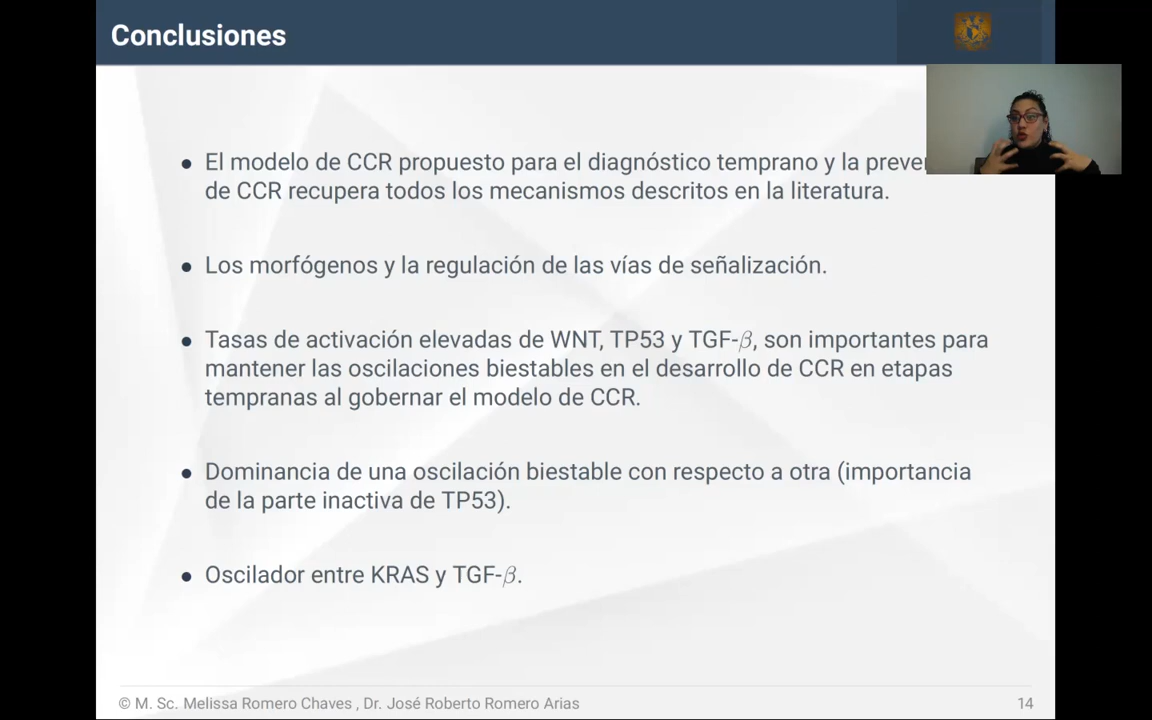 Conclusiones
● El modelo de CCR propuesto para el diagnóstico temprano y la
de CCR recupera todos los mecanismos descritos en la literatura.
● Los morfógenos y la regulación de las vías de señalización.
● Tasas de activación elevadas de WNT, TP53 y TGF-β, son importantes para
mantener las oscilaciones biestables en el desarrollo de CCR en etapas
tempranas al gobernar el modelo de CCR.
● Dominancia de una oscilación biestable con respecto a otra (importancia
de la parte inactiva de TP53).
● Oscilador entre KRAS y TGF-β.
© M. Sc. Melissa Romero Chaves , Dr. José Roberto Romero Arias
14